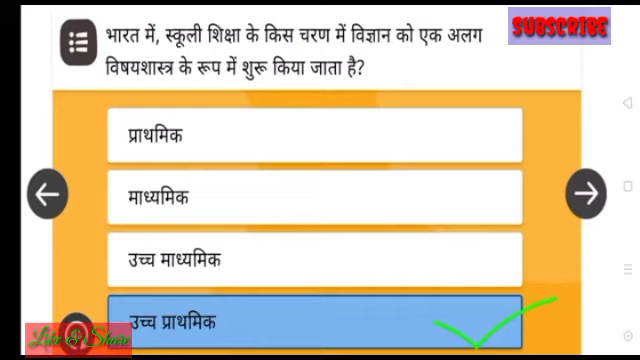 SUBSCRIBE
भारत में, स्कूली शिक्षा के किस चरण में विज्ञान को एक अलग
विषयशास्त्र के रूप में शुरू किया जाता है?
प्राथमिक
माध्यमिक
उच्च माध्यमिक
उच्च प्राथमिक
Like & Share